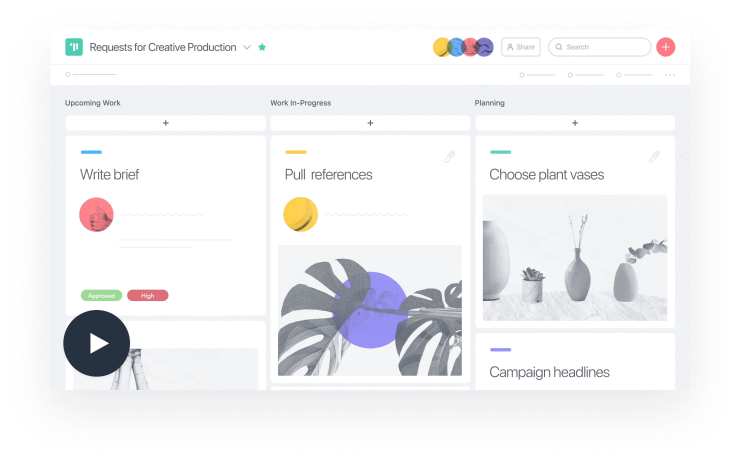 Requests for Creative Production
Share
Search
Upcoming Work
Work In-Progress
Planning
+
+
+
Write brief
Pull references
Choose plant vases
Approved
High
Campaign headlines